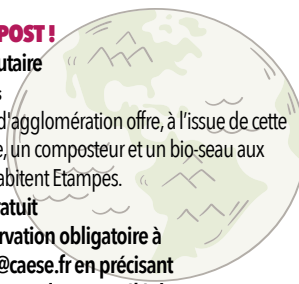 POST !
utaire
s
d'agglomération offre, à l'issue de cette
e, un composteur et un bio-seau aux
abitent Etampes.
atuit
rvation obligatoire à
@caese.fr en précisant